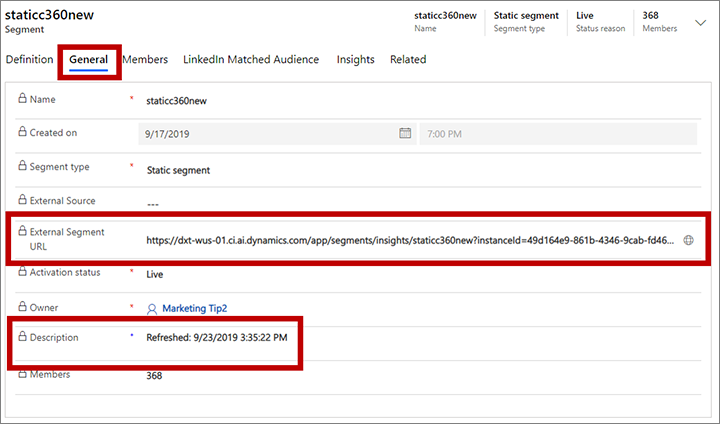 staticc360new
Segment
staticc360new
Name
Static segment
Segment type
Live
Status reason
368
Members
Definition General Members LinkedIn Matched Audience Insights Related
Name * staticc360new
Created on 9/17/2019 7:00 PM
Segment type * Static segment
External Source ---
External Segment
URL
https://dxt-wus-01.ci.ai.dynamics.com/app/segments/insights/staticc360new?instanceId=49d164e9-861b-4346-9cab-fd46...
Activation status * Live
Owner * Marketing Tip2
Description * Refreshed: 9/23/2019 3:35:22 PM
Members 368